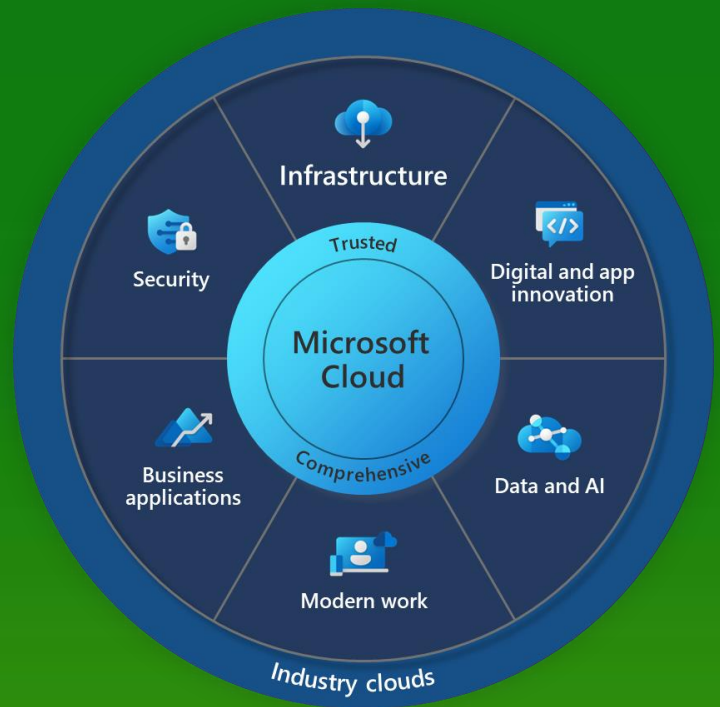 Infrastructure
Digital and app
innovation
Data and AI
Modern work
Business
applications
Security
Trusted
Microsoft
Cloud
Comprehensive
Industry clouds